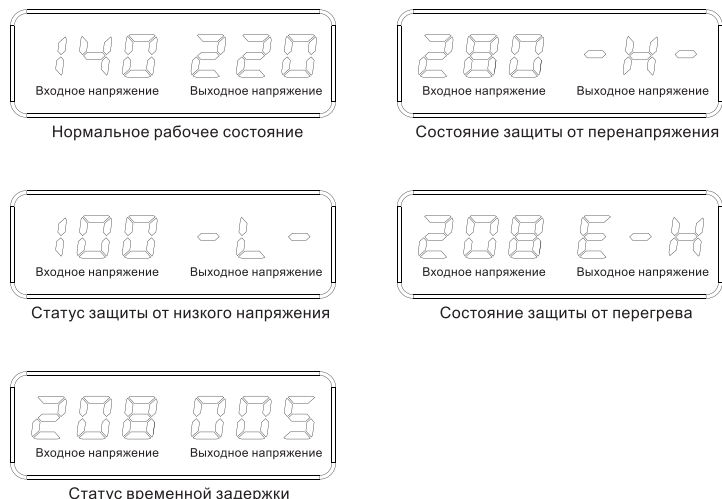 140 220
Входное напряжение Выходное напряжение
Нормальное рабочее состояние
280 -H-
Входное напряжение Выходное напряжение
Состояние защиты от перенапряжения
100 -L-
Входное напряжение Выходное напряжение
Статус защиты от низкого напряжения
208 E-H
Входное напряжение Выходное напряжение
Состояние защиты от перегрева
208 005
Входное напряжение Выходное напряжение
Статус временной задержки